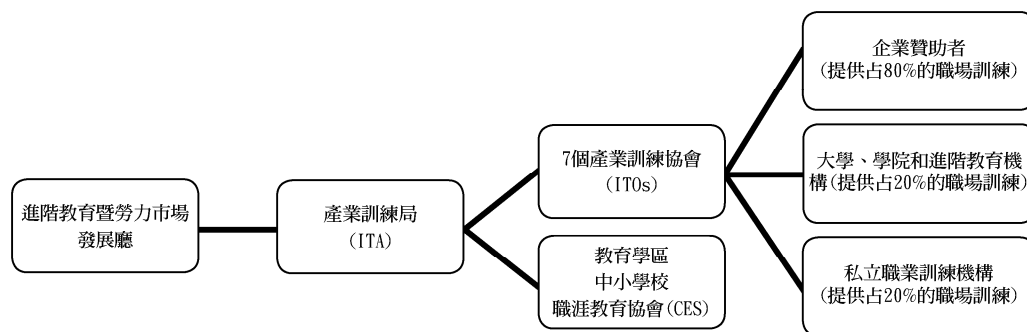 進階教育暨勞力市場
發展廳
產業訓練局
(ITA)
7個產業訓練協會
(ITOs)
教育學區
中小學校
職涯教育協會(CES)
企業贊助者
(提供占80%的職場訓練)
大學、學院和進階教育機
構(提供占20%的職場訓練)
私立職業訓練機構
(提供占20%的職場訓練)